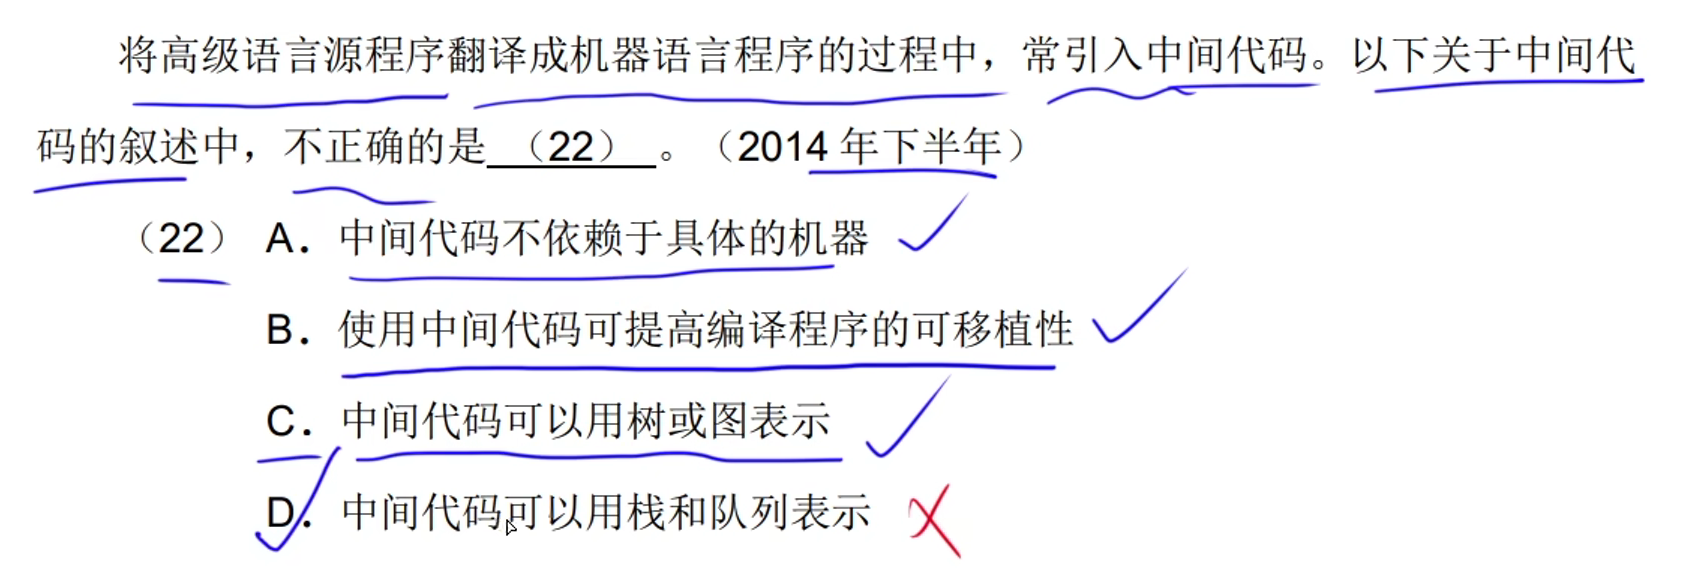 将高级语言源程序翻译成机器语言程序的过程中，常引入中间代码。以下关于中间代
码的叙述中，不正确的是（22）。（2014 年下半年）
（22） A．中间代码不依赖于具体的机器
B．使用中间代码可提高编译程序的可移植性
C．中间代码可以用树或图表示
D．中间代码可以用栈和队列表示